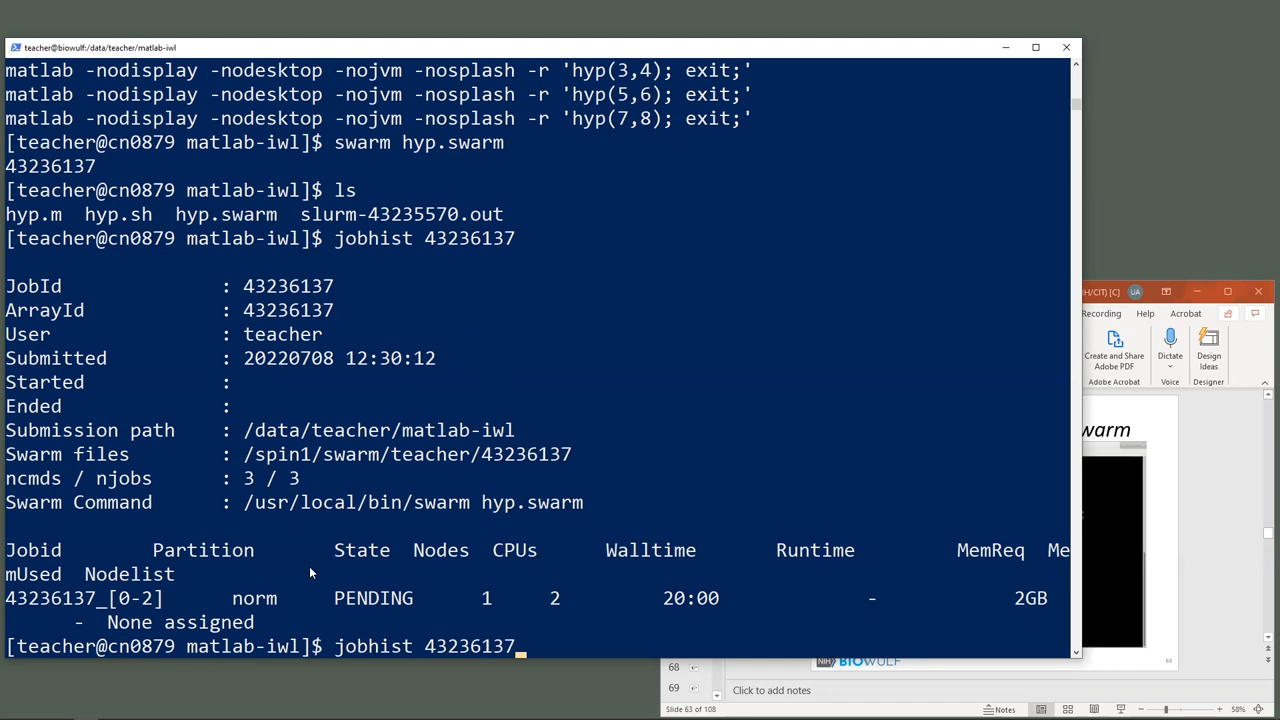 teacher@biowulf:/data/teacher/matlab-iwl
matlab -nodisplay -nodesktop -nojvm -nosplash -r 'hyp(3,4); exit;'
matlab -nodisplay -nodesktop -nojvm -nosplash -r 'hyp(5,6); exit;'
matlab -nodisplay -nodesktop -nojvm -nosplash -r 'hyp(7,8); exit;'
[teacher@cn0879 matlab-iwl]$ swarm hyp.swarm
43236137
[teacher@cn0879 matlab-iwl]$ ls
hyp.m  hyp.sh  hyp.swarm  slurm-43235570.out
[teacher@cn0879 matlab-iwl]$ jobhist 43236137
JobId              : 43236137
ArrayId            : 43236137
User               : teacher
Submitted          : 20220708 12:30:12
Started            :
Ended              :
Submission path    : /data/teacher/matlab-iwl
Swarm files        : /spin1/swarm/teacher/43236137
ncmds / njobs      : 3 / 3
Swarm Command      : /usr/local/bin/swarm hyp.swarm
Jobid        Partition       State  Nodes  CPUs      Walltime       Runtime         MemReq  Me
mUsed  Nodelist
43236137_[0-2]      norm     PENDING      1     2         20:00             -            2GB
      -  None assigned
[teacher@cn0879 matlab-iwl]$ jobhist 43236137
IH/CIT) [C]
UA
Recording Help Acrobat
Create and Share
Adobe PDF
Dictate
Design
Ideas
Adobe Acrobat
Voice
Designer
warm
NIH BIOWULF
63
68
69
Click to add notes
Slide 63 of 108
Notes
58%